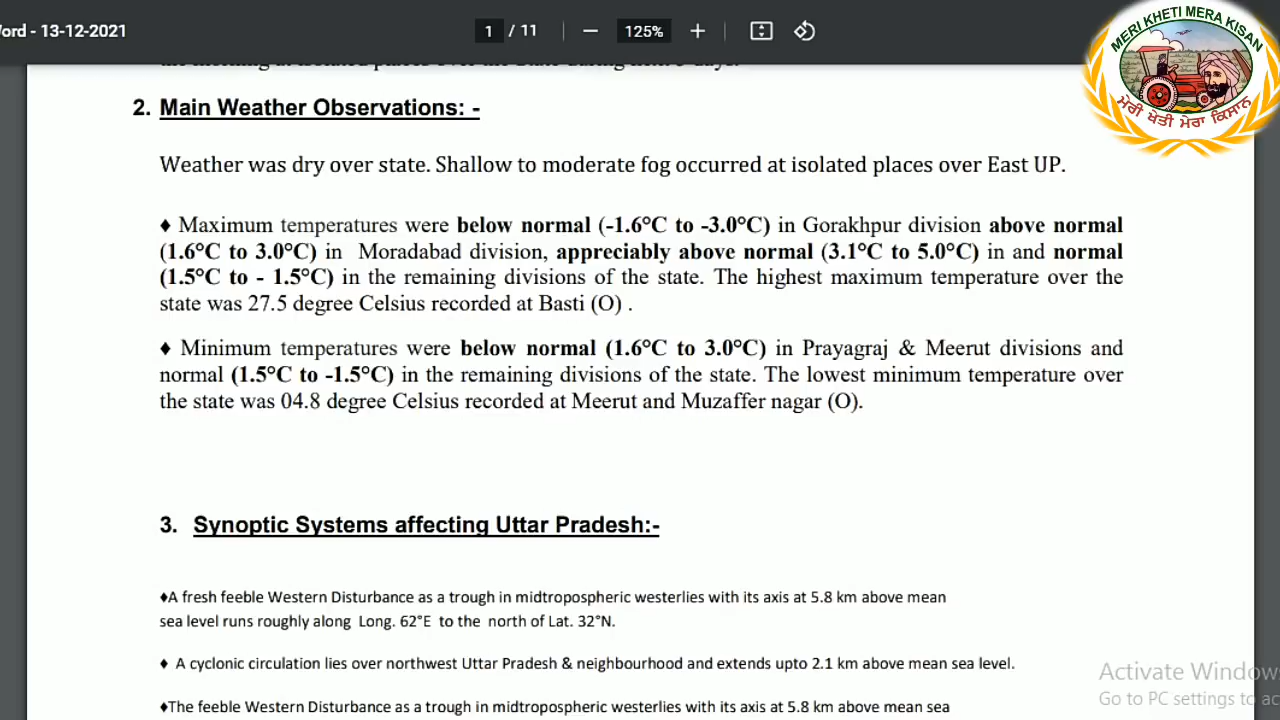 ord - 13-12-2021
1 / 11
125%
MERI KHETI MERA KISAN
ਮੇਰੀ ਖੇਤੀ ਮੇਰਾ ਕਿਸਾਨ
2. Main Weather Observations: -
Weather was dry over state. Shallow to moderate fog occurred at isolated places over East UP.
♦ Maximum temperatures were below normal (-1.6°C to -3.0°C) in Gorakhpur division above normal
(1.6°C to 3.0°C) in Moradabad division, appreciably above normal (3.1°C to 5.0°C) in and normal
(1.5°C to - 1.5°C) in the remaining divisions of the state. The highest maximum temperature over the
state was 27.5 degree Celsius recorded at Basti (O) .
♦ Minimum temperatures were below normal (1.6°C to 3.0°C) in Prayagraj & Meerut divisions and
normal (1.5°C to -1.5°C) in the remaining divisions of the state. The lowest minimum temperature over
the state was 04.8 degree Celsius recorded at Meerut and Muzaffer nagar (O).
3. Synoptic Systems affecting Uttar Pradesh:-
♦A fresh feeble Western Disturbance as a trough in midtropospheric westerlies with its axis at 5.8 km above mean
sea level runs roughly along Long. 62°E to the north of Lat. 32°N.
♦ A cyclonic circulation lies over northwest Uttar Pradesh & neighbourhood and extends upto 2.1 km above mean sea level.
♦The feeble Western Disturbance as a trough in midtropospheric westerlies with its axis at 5.8 km above mean sea
Activate Windows
Go to PC settings to ac